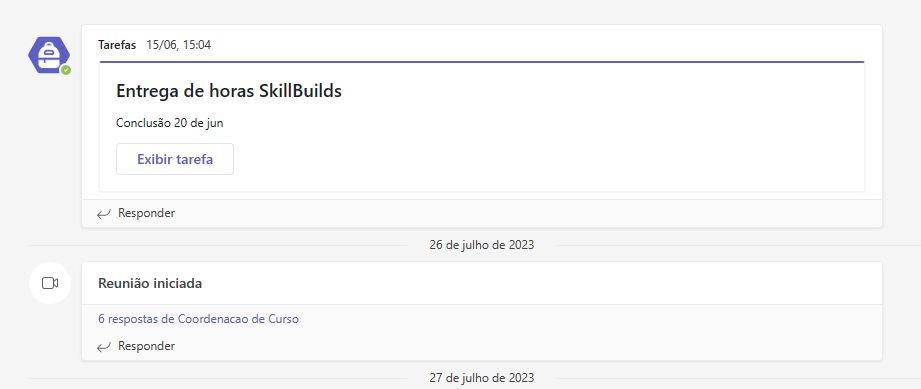 Tarefas 15/06, 15:04
Entrega de horas SkillBuilds
Conclusão 20 de jun
Exibir tarefa
Responder
26 de julho de 2023
Reunião iniciada
6 respostas de Coordenacao de Curso
Responder
27 de julho de 2023